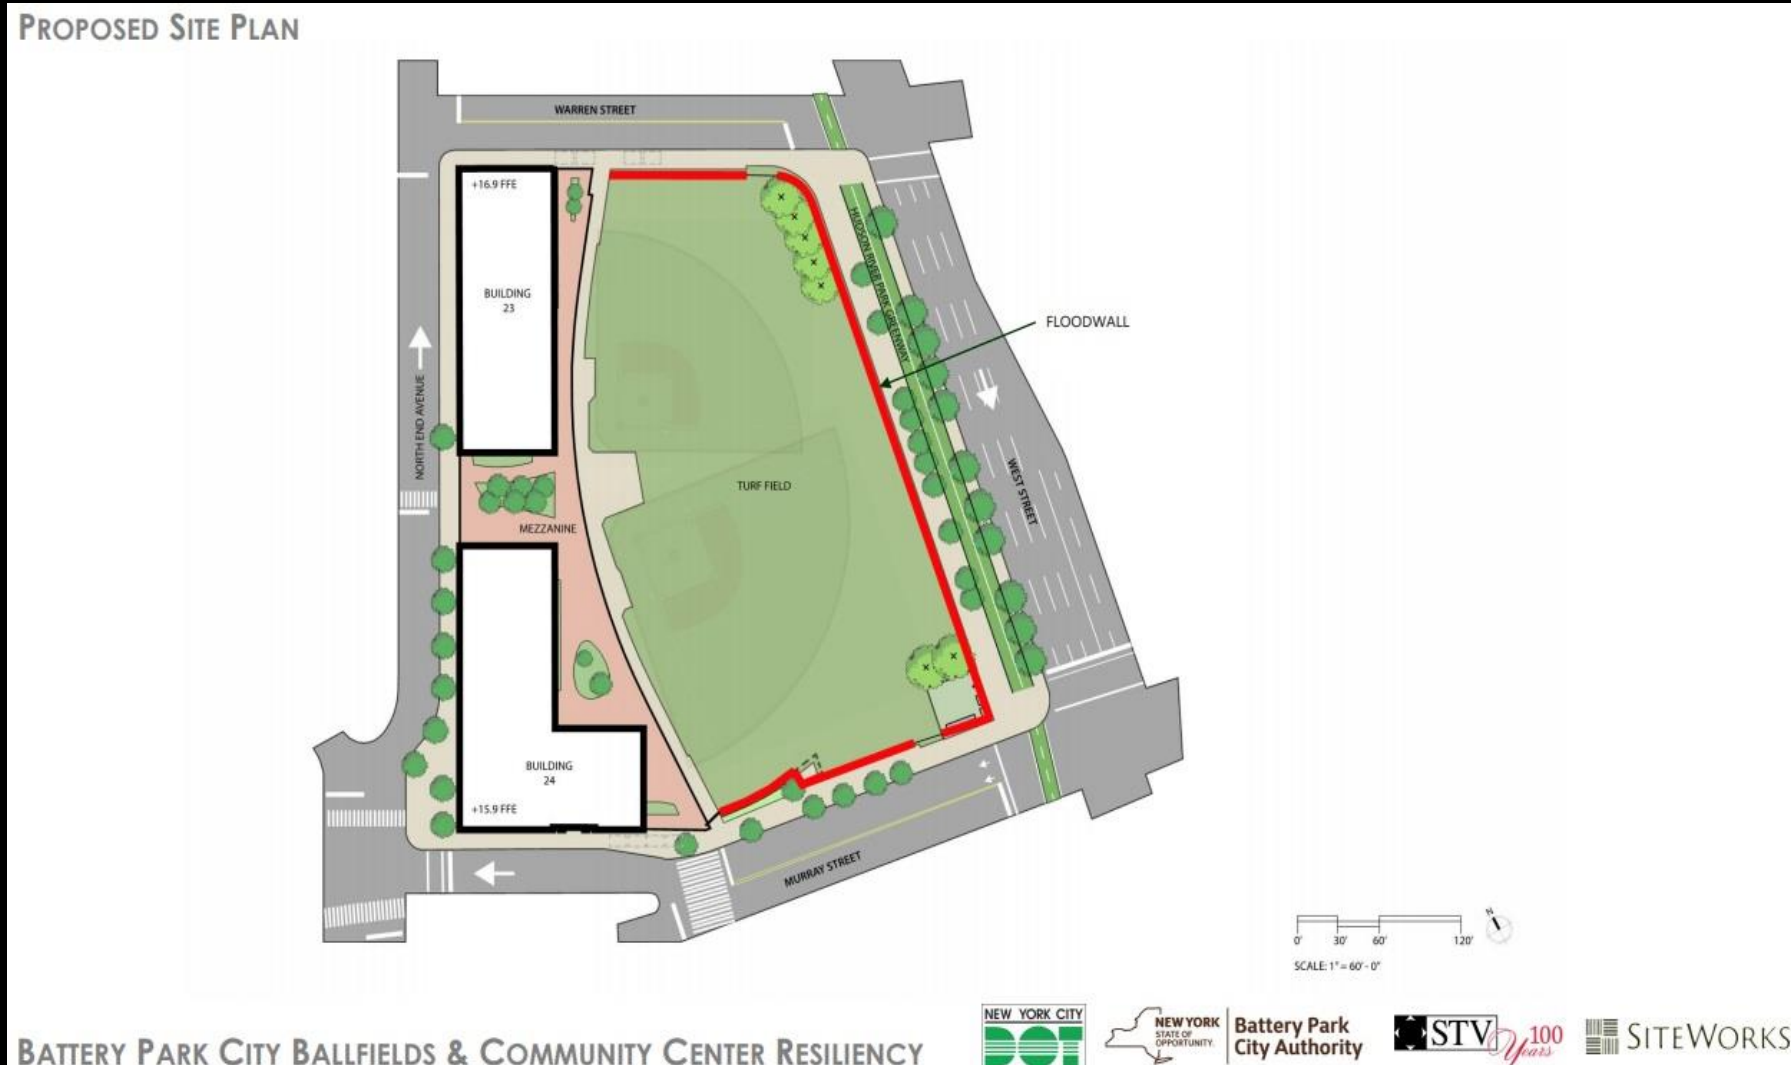 PROPOSED SITE PLAN
WARREN STREET
+16.9 FFE
BUILDING
23
HUDSON RIVER PARK GREENWAY
FLOODWALL
NORTH END AVENUE
TURF FIELD
WEST STREET
MEZZANINE
BUILDING
24
+15.9 FFE
MURRAY STREET
N
0' 30' 60' 120'
SCALE: 1" = 60' - 0"
NEW YORK CITY
DOT
NEW YORK
STATE OF
OPPORTUNITY.
Battery Park
City Authority
STV 100
Years
SITEWORKS
BATTERY PARK CITY BALLFIELDS & COMMUNITY CENTER RESILIENCY